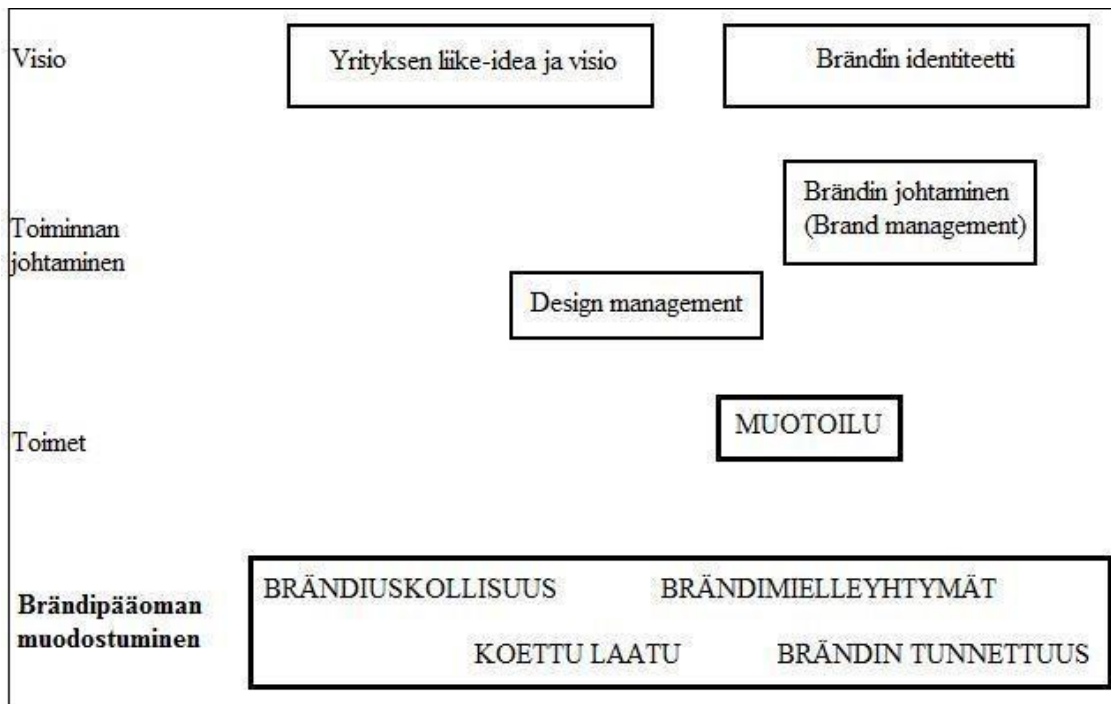 Visio
Yrityksen liike-idea ja visio
Brändin identiteetti
Brändin johtaminen
(Brand management)
Toiminnan
johtaminen
Design management
MUOTOILU
Toimet
BRÄNDIUSKOLLISUUS
BRÄNDIMIELLEYHTYMÄT
Brändipääoman
muodostuminen
KOETTU LAATU
BRÄNDIN TUNNETTUUS